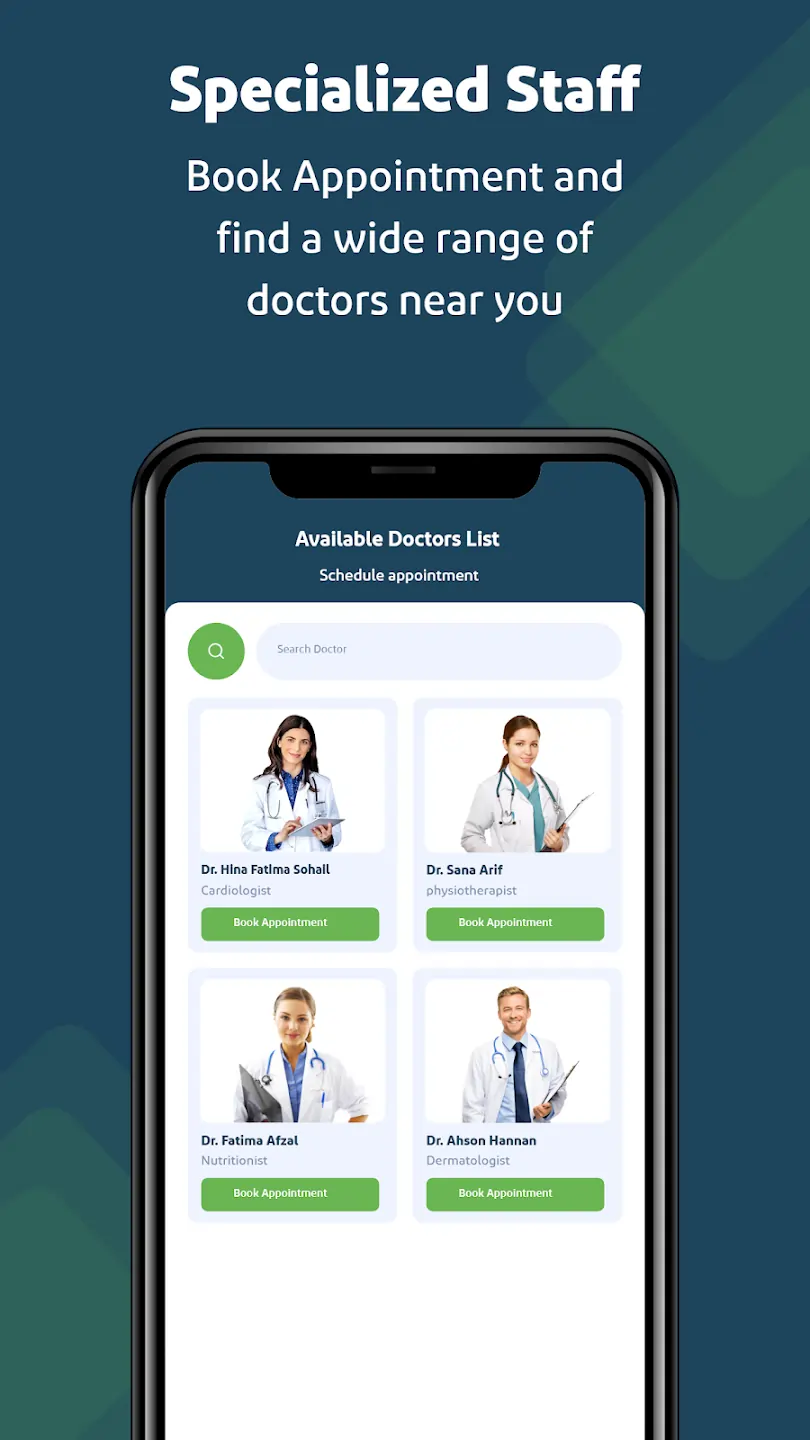 Specialized Staff
Book Appointment and
find a wide range of
doctors near you
Available Doctors List
Schedule appointment
Search Doctor
Dr. Hina Fatima Sohail
Cardiologist
Book Appointment
Dr. Sana Arif
physiotherapist
Book Appointment
Dr. Fatima Afzal
Nutritionist
Book Appointment
Dr. Ahson Hannan
Dermatologist
Book Appointment